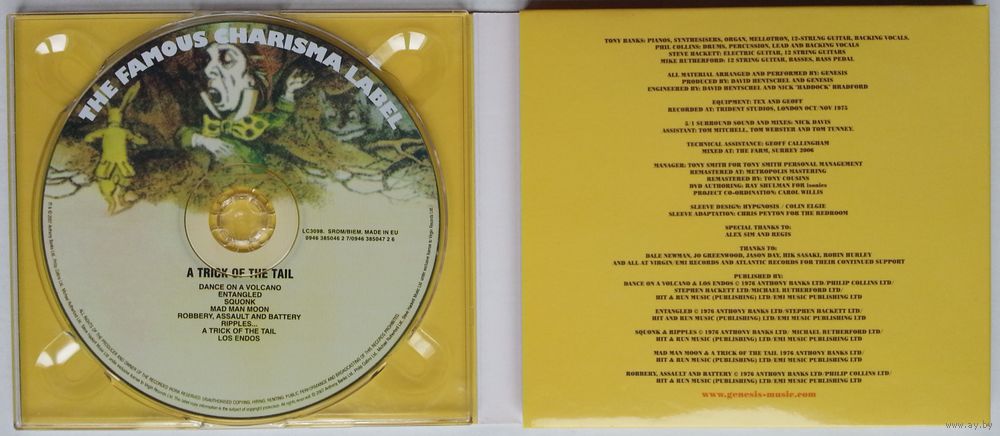 THE FAMOUS CHARISMA LABEL
LC3098. SROM/BIEM. MADE IN EU
0946 385046 2 7/0946 385047 2 6
A TRICK OF THE TAIL
DANCE ON A VOLCANO
ENTANGLED
SQUONK
MAD MAN MOON
ROBBERY, ASSAULT AND BATTERY
RIPPLES...
A TRICK OF THE TAIL
LOS ENDOS
TONY BANKS: PIANOS, SYNTHESISERS, ORGAN, MELLOTRON, 12-STRLNG GUITAR, BACKING VOCALS.
PHIL COLLINS: DRUMS, PERCUSSION, LEAD AND BACKING VOCALS
STEVE HACKETT: ELECTRIC GUITAR, 12 STRING GUITARS
MIKE RUTHERFORD: 12 STRING GUITAR, BASSES, BASS PEDAL
ALL MATERIAL ARRANGED AND PERFORMED BY: GENESIS
PRODUCED BY: DAVID HENTSCHEL AND GENESIS
ENGINEERED BY: DAVID HENTSCHEL AND NICK 'HADDOCK' BRADFORD
EQUIPMENT: TEX AND GEOFF
RECORDED AT: TRIDENT STUDIOS, LONDON OCT/NOV 1975
5/1 SURROUND SOUND AND MIXES: NICK DAVIS
ASSISTANT: TOM MITCHELL, TOM WEBSTER AND TOM TUNNEY.
TECHNICAL ASSISTANCE: GEOFF CALLINGHAM
MIXED AT: THE FARM, SURREY 2006
MANAGER: TONY SMITH FOR TONY SMITH PERSONAL MANAGEMENT
REMASTERED AT: METROPOLIS MASTERING
REMASTERED BY: TONY COUSINS
DVD AUTHORING: RAY SHULMAN FOR Isonics
PROJECT CO-ORDINATION: CAROL WILLIS
SLEEVE DESIGN: HYPGNOSIS / COLIN ELGIE
SLEEVE ADAPTATION: CHRIS PEYTON FOR THE REDROOM
SPECIAL THANKS TO:
ALEX SIM AND REGIS
THANKS TO:
DALE NEWMAN, JO GREENWOOD, JASON DAY, HIK SASAKI, ROBIN HURLEY
AND ALL AT VIRGIN/EMI RECORDS AND ATLANTIC RECORDS FOR THEIR CONTINUED SUPPORT
PUBLISHED BY:
DANCE ON A VOLCANO & LOS ENDOS © 1976 ANTHONY BANKS LTD/PHILIP COLLINS LTD/
STEPHEN HACKETT LTD/MICHAEL RUTHERFORD LTD/
HIT & RUN MUSIC (PUBLISHING) LTD/EMI MUSIC PUBLISHING LTD
ENTANGLED © 1976 ANTHONY BANKS LTD/STEPHEN HACKETT LTD/
HIT AND RUN MUSIC (PUBLISHING) LTD/EMI MUSIC PUBLISHING LTD
SQUONK & RIPPLES © 1976 ANTHONY BANKS LTD/ MICHAEL RUTHERFORD LTD/
HIT & RUN MUSIC (PUBLISHING) LTD/EMI MUSIC PUBLISHING LTD
MAD MAN MOON & A TRICK OF THE TAIL 1976 ANTHONY BANKS LTD/
HIT & RUN MUSIC (PUBLISHING) LTD/ EMI MUSIC PUBLISHING LTD
ROBBERY, ASSAULT AND BATTERY © 1976 ANTHONY BANKS LTD/PHILIP COLLINS LTD/
HIT & RUN MUSIC (PUBLISHING) LTD/EMI MUSIC PUBLISHING LTD
www.genesis-music.com
www.ay.by